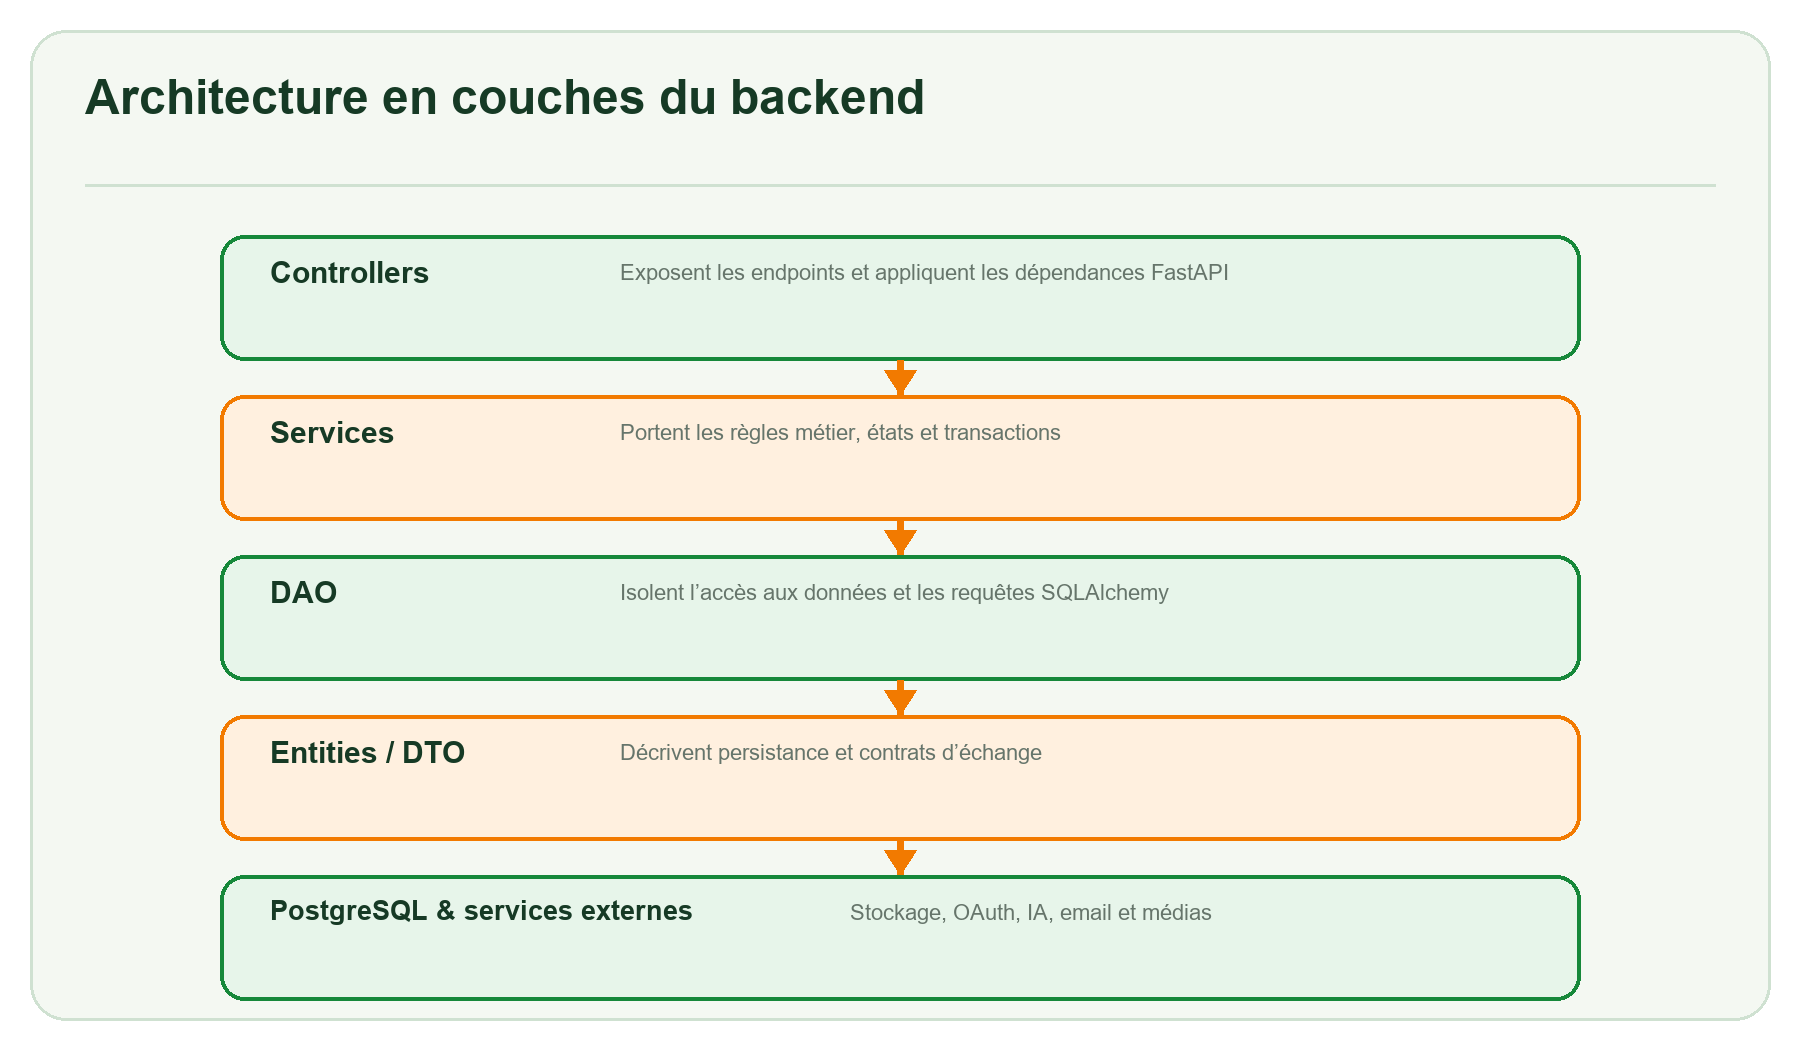 Architecture en couches du backend
Controllers
Exposent les endpoints et appliquent les dépendances FastAPI
Services
Portent les règles métier, états et transactions
DAO
Isolent l’accès aux données et les requêtes SQLAlchemy
Entities / DTO
Décrivent persistance et contrats d’échange
PostgreSQL & services externes
Stockage, OAuth, IA, email et médias